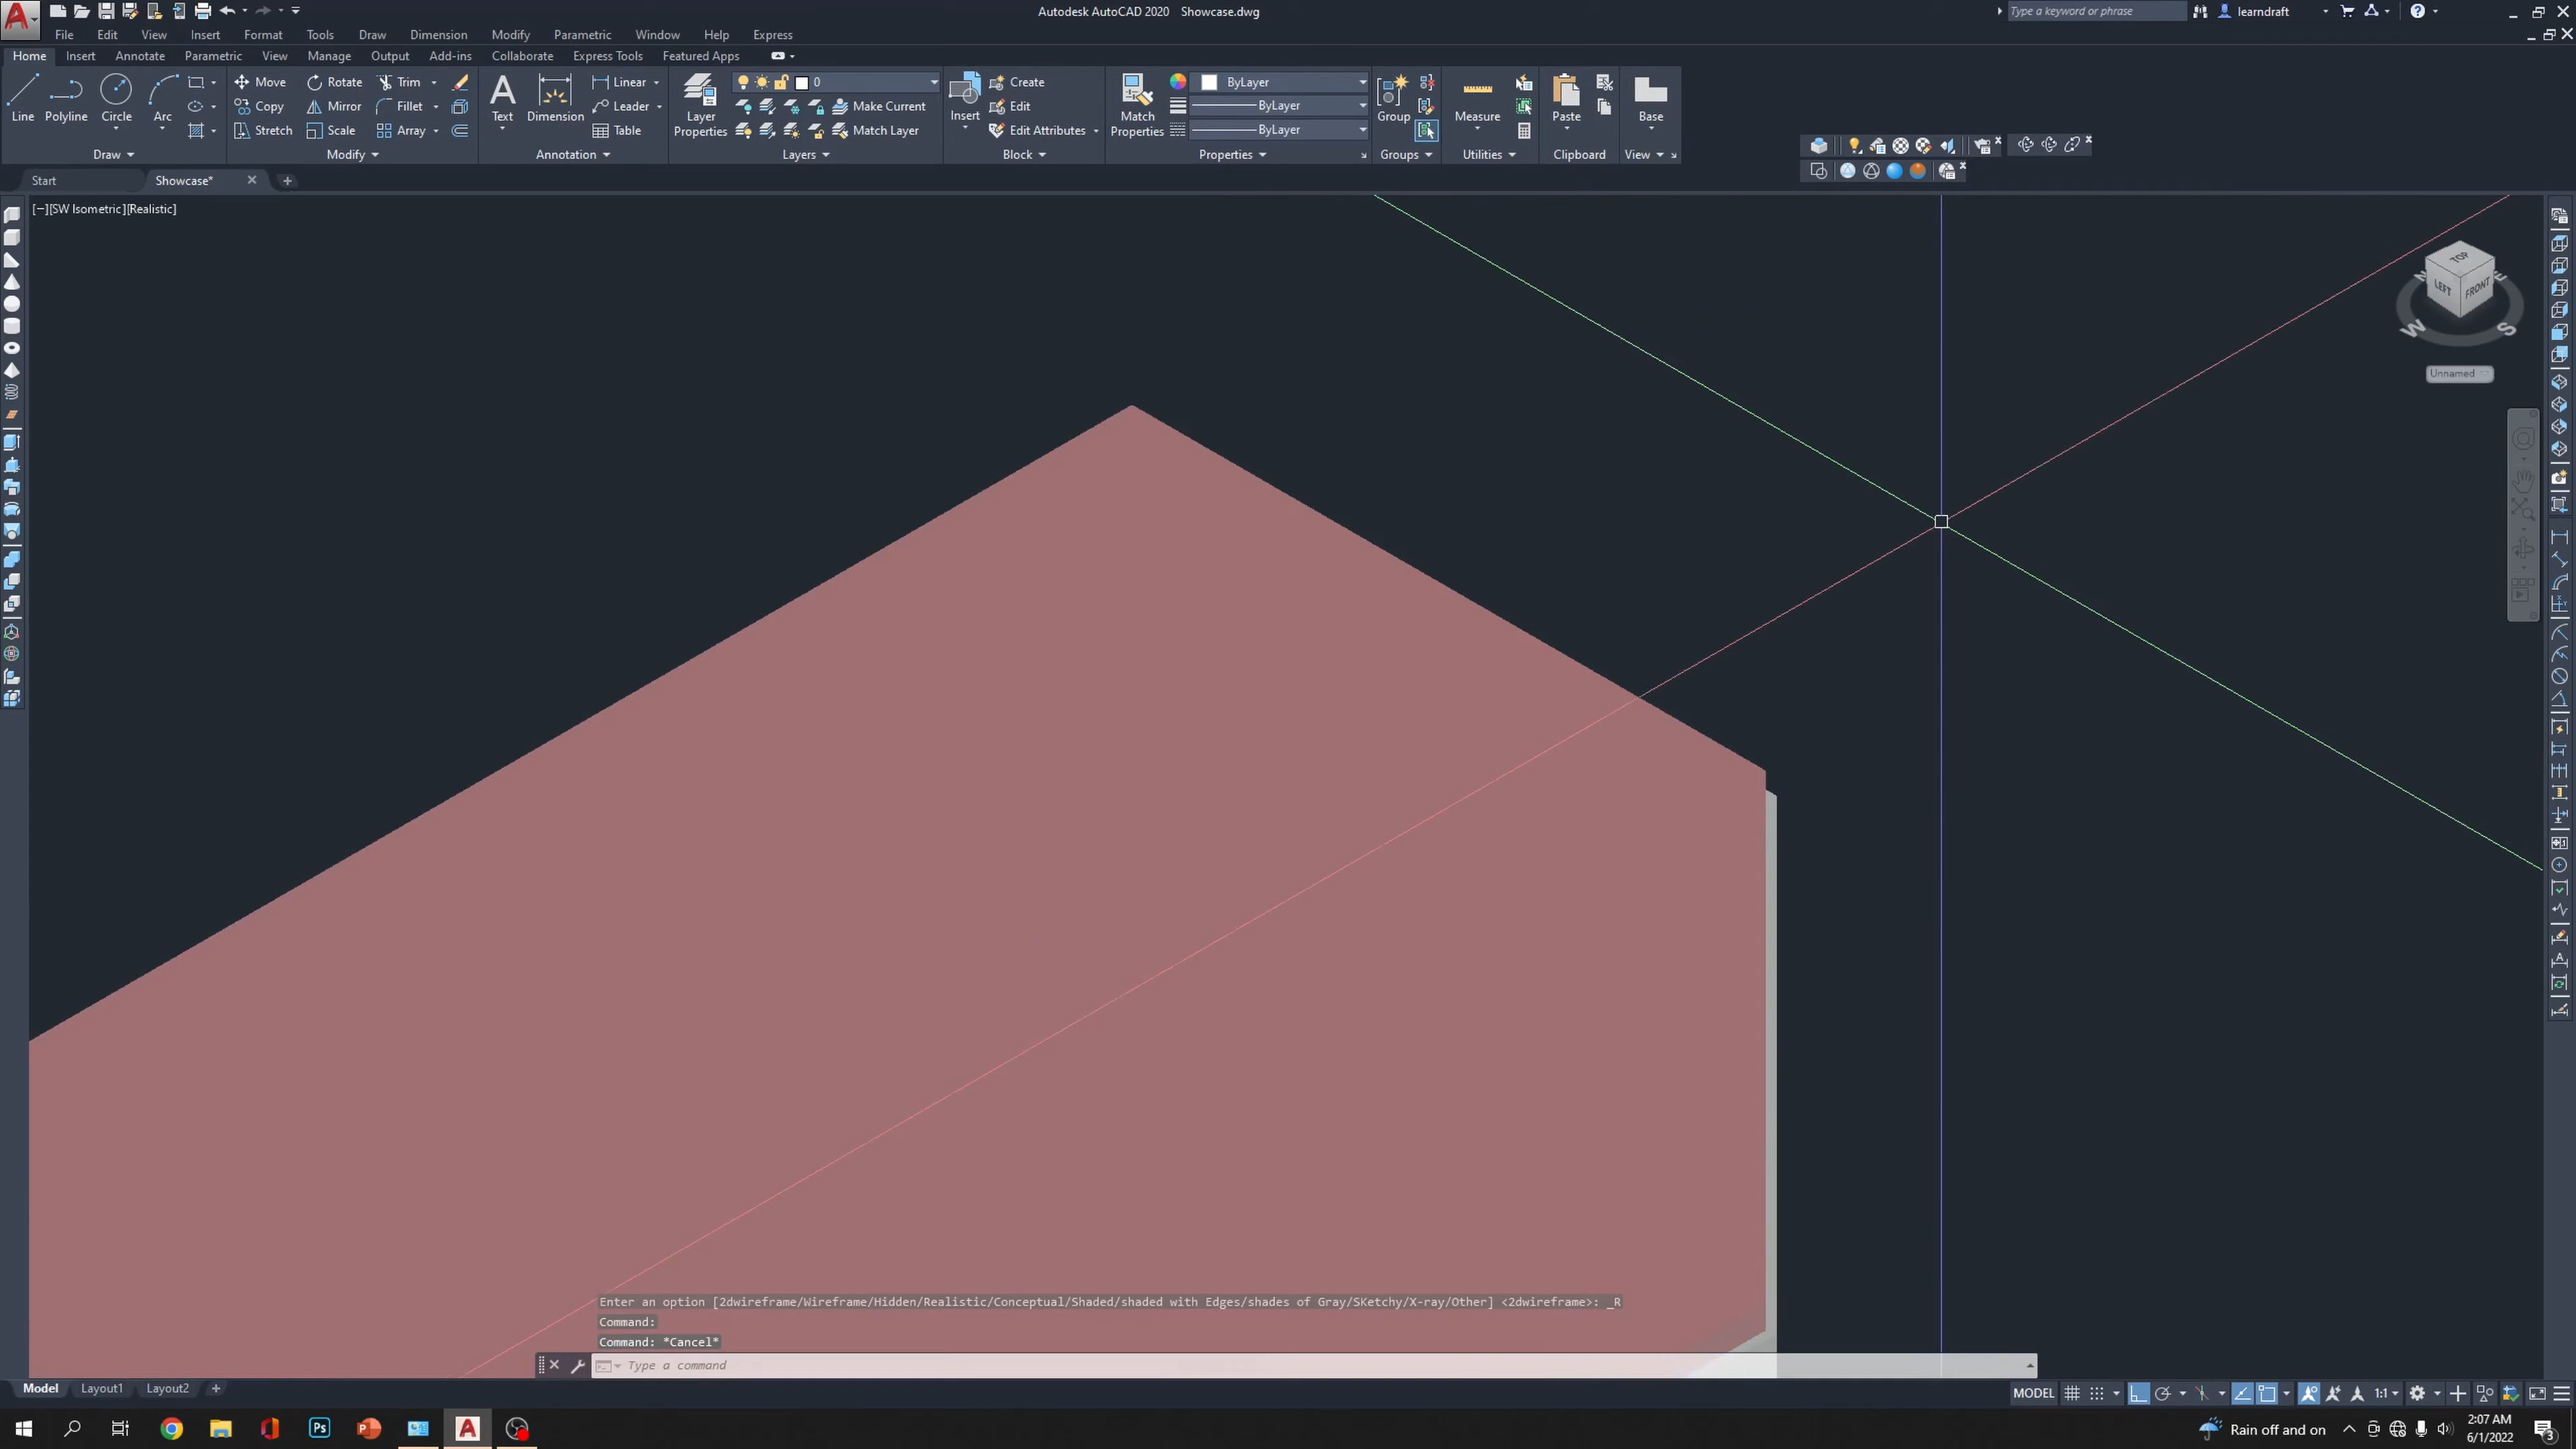 Autodesk AutoCAD 2020 Showcase.dwg
Type a keyword or phrase
learndraft
File Edit View Insert Format Tools Draw Dimension Modify Parametric Window Help Express
Home Insert Annotate Parametric View Manage Output Add-ins Collaborate Express Tools Featured Apps
Line Polyline Circle Arc
Move Rotate Trim
Copy Mirror Fillet
Stretch Scale Array
Text Dimension
Linear
Leader
Table
Layer Properties
0
Make Current
Match Layer
Insert
Create
Edit
Edit Attributes
Match Properties
ByLayer
ByLayer
ByLayer
Group
Measure
Paste
Base
Draw Modify Annotation Layers Block Properties Groups Utilities Clipboard View
Start Showcase*
[−][SW Isometric][Realistic]
TOP
LEFT FRONT
W S
Unnamed
Enter an option [2dwireframe/Wireframe/Hidden/Realistic/Conceptual/Shaded/shaded with Edges/shades of Gray/SKetchy/X-ray/Other] <2dwireframe>: _R
Command:
Command: *Cancel*
Type a command
Model Layout1 Layout2
MODEL
1:1
Rain off and on
2:07 AM
6/1/2022
3